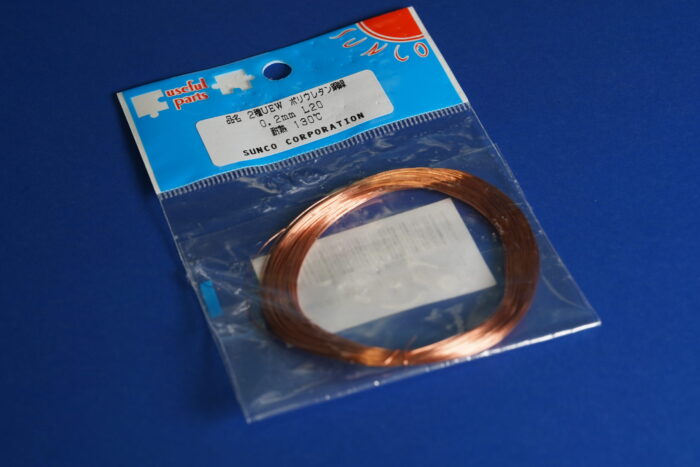 SUNCO
useful
parts
品名 2種UEW ポリウレタン銅線
0.2mm L20
耐熱 130℃
SUNCO CORPORATION